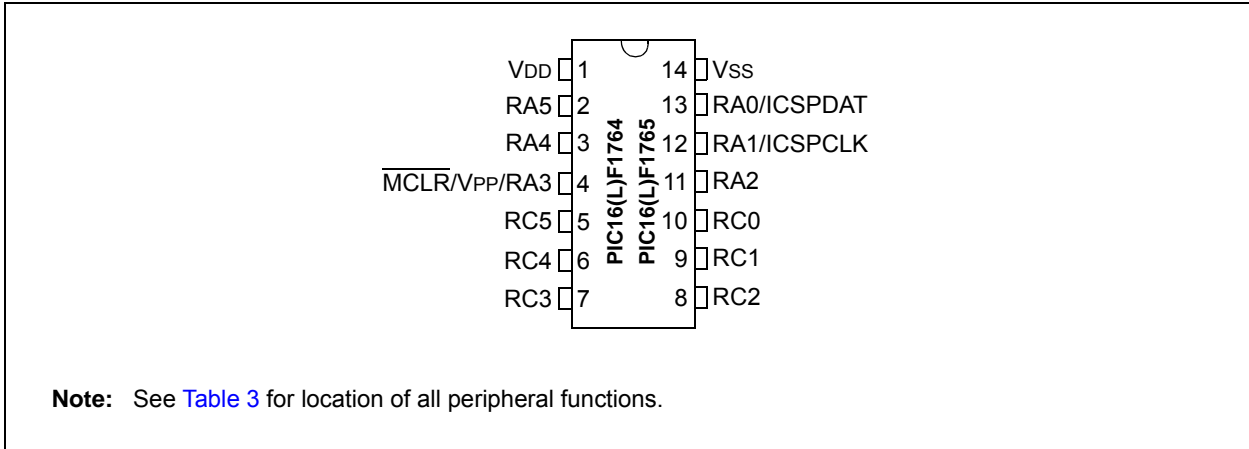 VDD 1 14 VSS
RA5 2 13 RA0/ICSPDAT
RA4 3 12 RA1/ICSPCLK
MCLR/VPP/RA3 4 11 RA2
RC5 5 10 RC0
RC4 6 9 RC1
RC3 7 8 RC2
PIC16(L)F1764
PIC16(L)F1765
Note: See Table 3 for location of all peripheral functions.